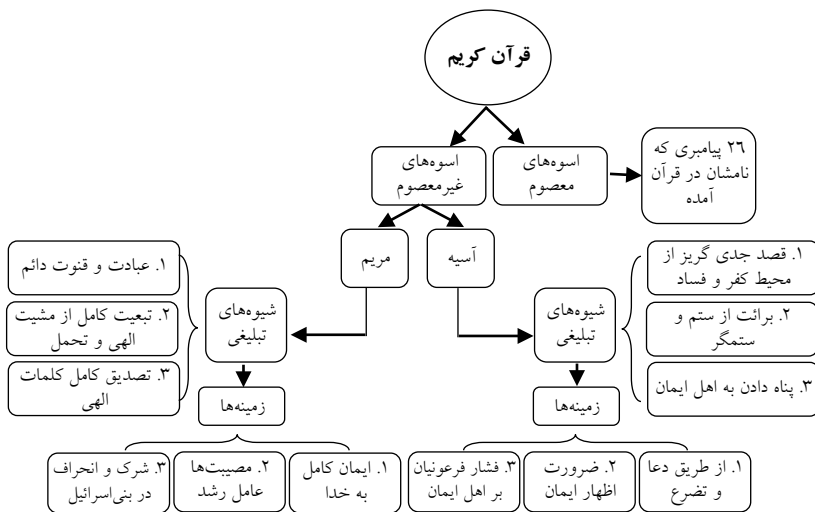 قرآن کریم
۲۶ پیامبری که
نامشان در قرآن
آمده
اسوه‌های
معصوم
اسوه‌های
غیرمعصوم
آسیه
مریم
۱. قصد جدی گریز از
محیط کفر و فساد
۲. برائت از ستم و
ستمگر
۳. پناه دادن به اهل ایمان
شیوه‌های
تبلیغی
زمینه‌ها
۱. از طریق دعا
و تضرع
۲. ضرورت
اظهار ایمان
۳. فشار فرعونیان
بر اهل ایمان
شیوه‌های
تبلیغی
۱. عبادت و قنوت دائم
۲. تبعیت کامل از مشیت
الهی و تحمل
۳. تصدیق کامل کلمات
الهی
زمینه‌ها
۱. ایمان کامل
به خدا
۲. مصیبت‌ها
عامل رشد
۳. شرک و انحراف
در بنی‌اسرائیل